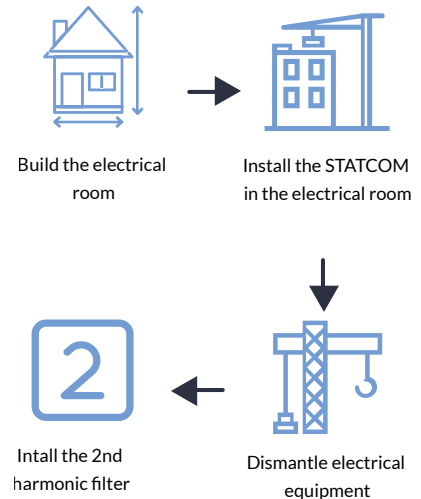 Build the electrical
room
Install the STATCOM
in the electrical room
2
Intall the 2nd
harmonic filter
Dismantle electrical
equipment